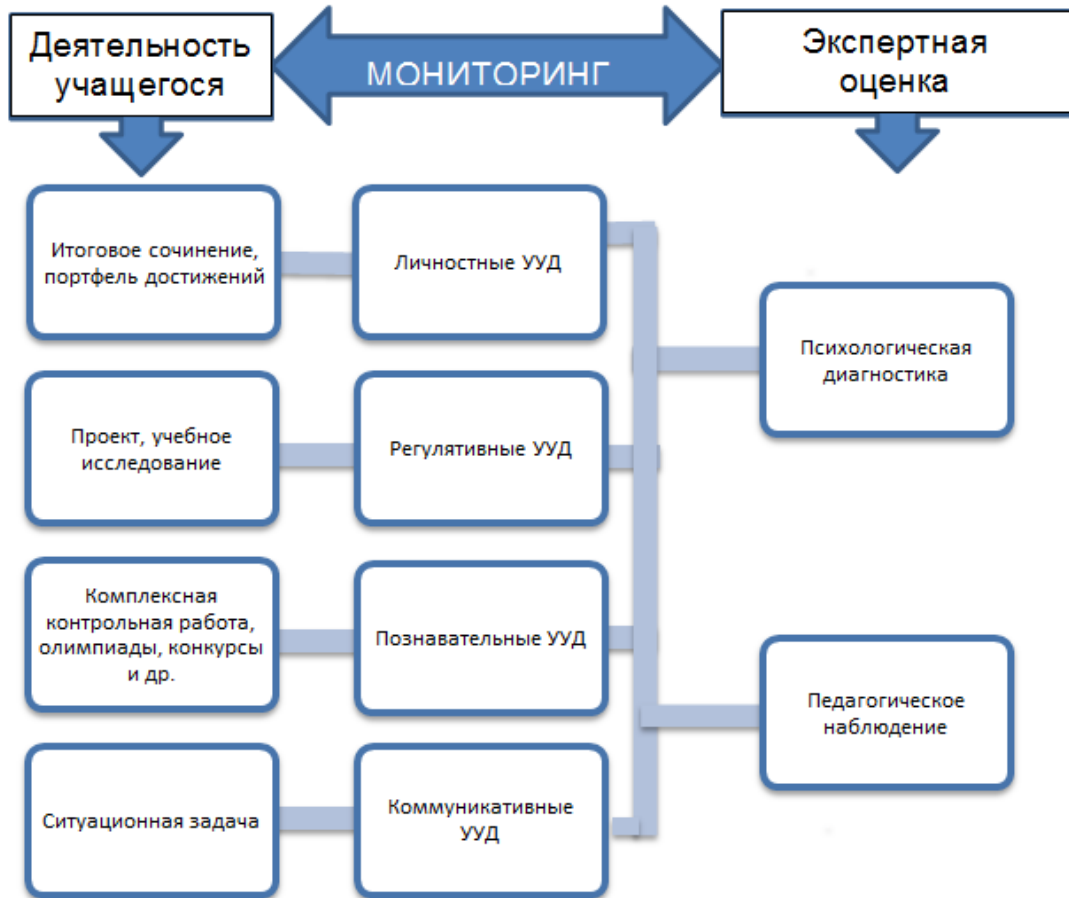 Деятельность
учащегося
МОНИТОРИНГ
Экспертная
оценка
Итоговое сочинение,
портфель достижений
Личностные УУД
Психологическая
диагностика
Проект, учебное
исследование
Регулятивные УУД
Комплексная
контрольная работа,
олимпиады, конкурсы
и др.
Познавательные УУД
Педагогическое
наблюдение
Ситуационная задача
Коммуникативные
УУД